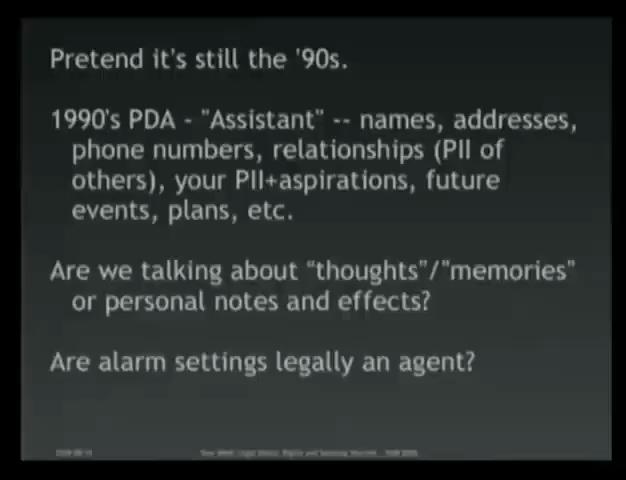 Pretend it's still the '90s.
1990's PDA - "Assistant" -- names, addresses,
phone numbers, relationships (PII of
others), your PII+aspirations, future
events, plans, etc.
Are we talking about “thoughts"/"memories"
or personal notes and effects?
Are alarm settings legally an agent?